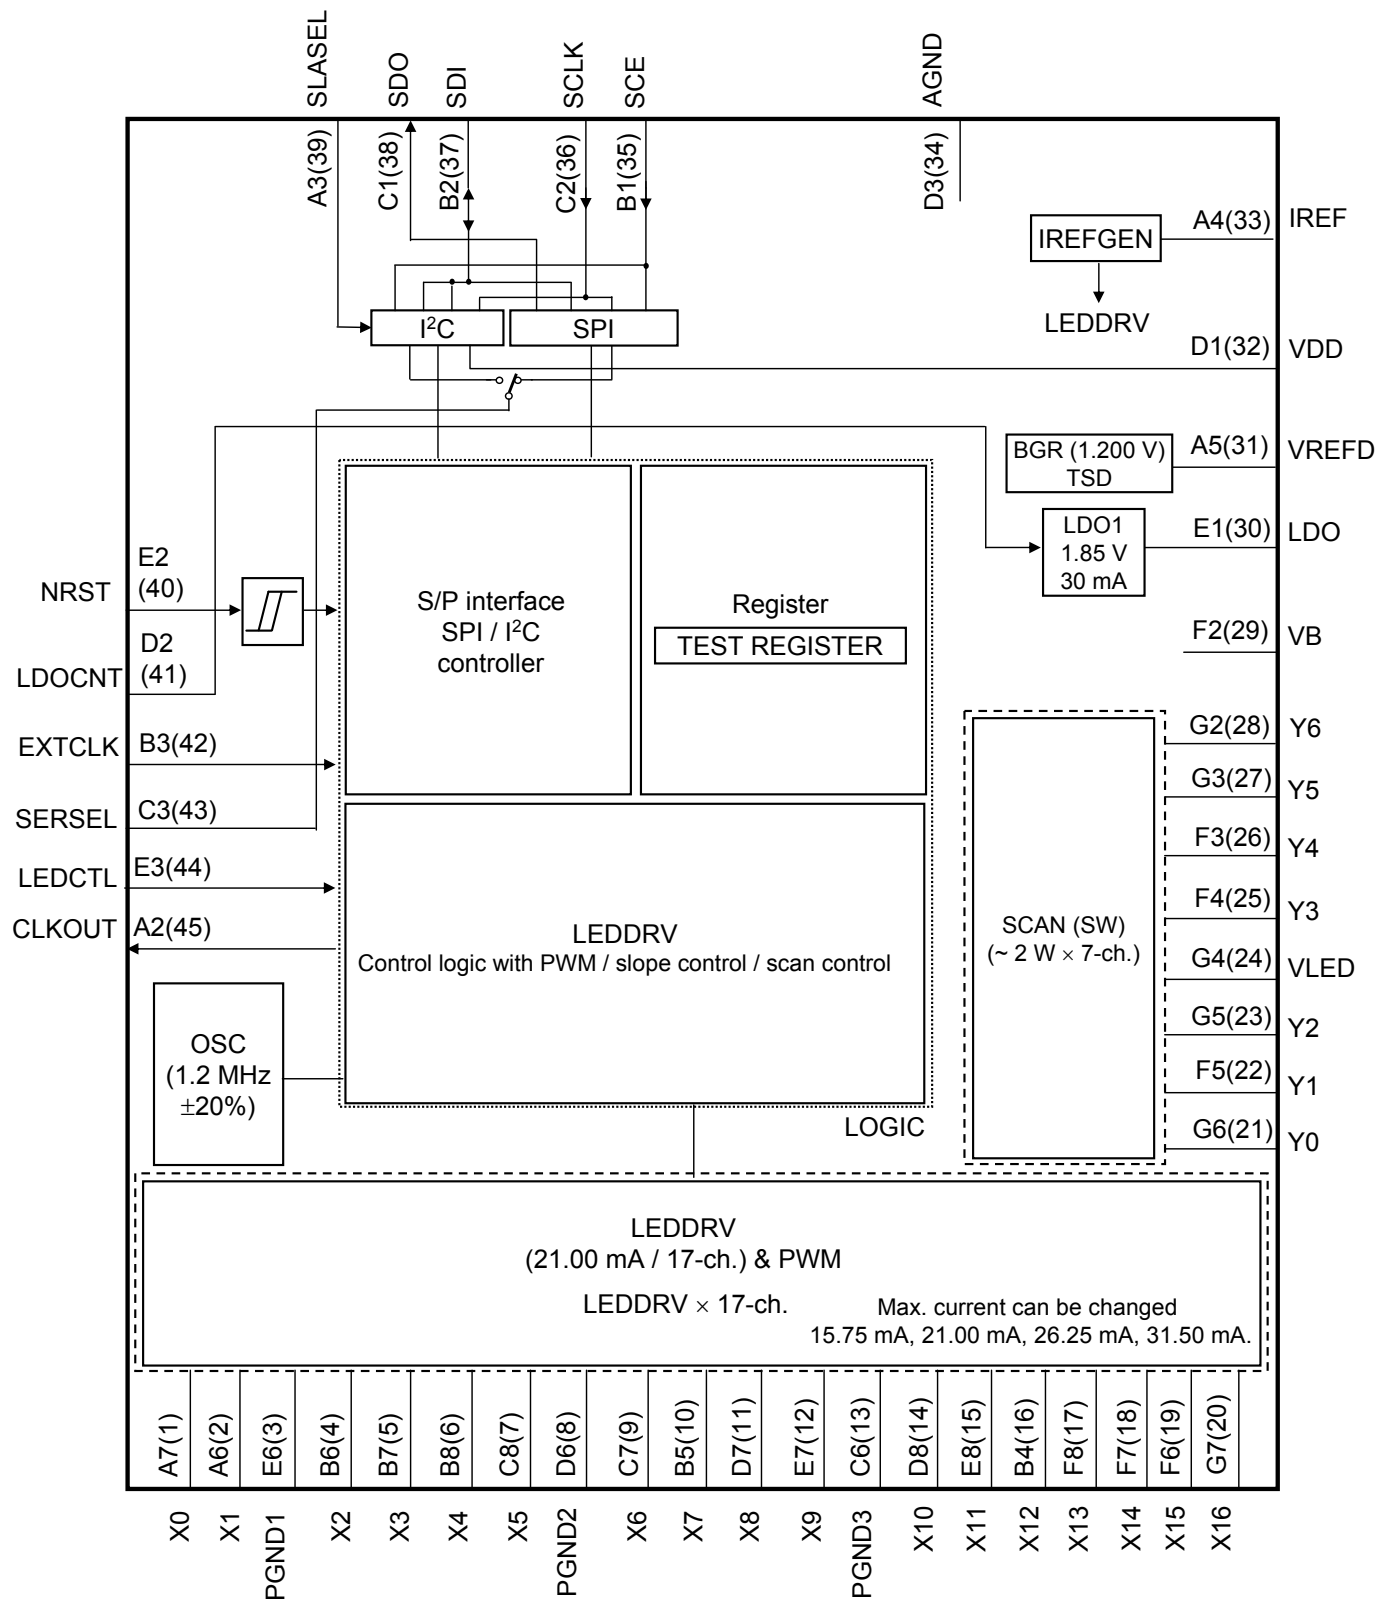 SLASEL
SDO
SDI
SCLK
SCE
AGND
A3(39)
C1(38)
B2(37)
C2(36)
B1(35)
D3(34)
IREFGEN
A4(33)
IREF
LEDDRV
I²C
SPI
D1(32)
VDD
BGR (1.200 V)
TSD
A5(31)
VREFD
LDO1
1.85 V
30 mA
E1(30)
LDO
E2
(40)
NRST
D2
(41)
LDOCNT
S/P interface
SPI / I²C
controller
Register
TEST REGISTER
F2(29)
VB
EXTCLK
B3(42)
SERSEL
C3(43)
LEDCTL
E3(44)
CLKOUT
A2(45)
LEDDRV
Control logic with PWM / slope control / scan control
SCAN (SW)
(~ 2 W × 7-ch.)
G2(28)
Y6
G3(27)
Y5
F3(26)
Y4
F4(25)
Y3
G4(24)
VLED
G5(23)
Y2
F5(22)
Y1
G6(21)
Y0
OSC
(1.2 MHz
±20%)
LOGIC
LEDDRV
(21.00 mA / 17-ch.) & PWM
LEDDRV × 17-ch.
Max. current can be changed
15.75 mA, 21.00 mA, 26.25 mA, 31.50 mA.
A7(1)
A6(2)
E6(3)
B6(4)
B7(5)
B8(6)
C8(7)
D6(8)
C7(9)
B5(10)
D7(11)
E7(12)
C6(13)
D8(14)
E8(15)
B4(16)
F8(17)
F7(18)
F6(19)
G7(20)
X0
X1
PGND1
X2
X3
X4
X5
PGND2
X6
X7
X8
X9
PGND3
X10
X11
X12
X13
X14
X15
X16